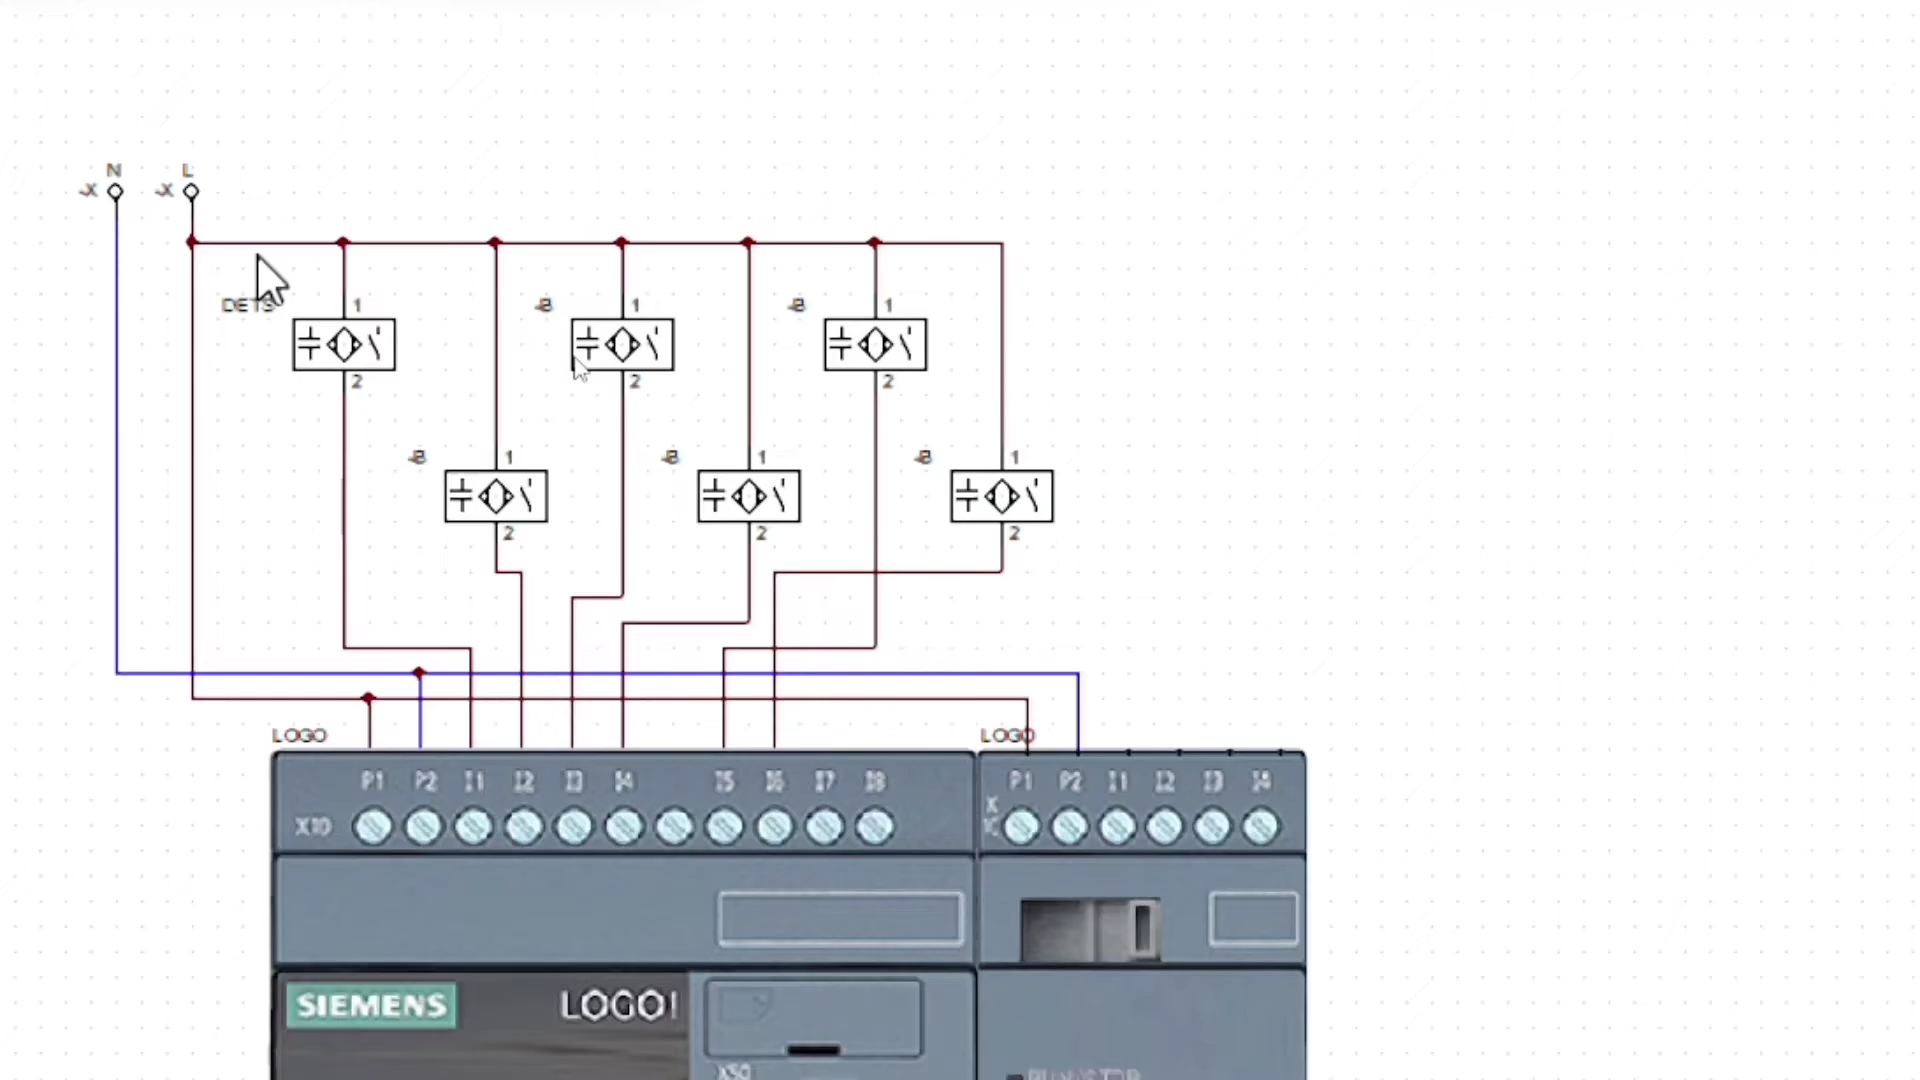 N L
-X -X
1 -B 1 -B 1
2 2 2
-B 1 -B 1 -B 1
2 2 2
LOGO LOGO
P1 P2 I1 I2 I3 I4 I5 I6 I7 I8 P1 P2 I1 I2 I3 I4
X10
SIEMENS LOGO!
X50